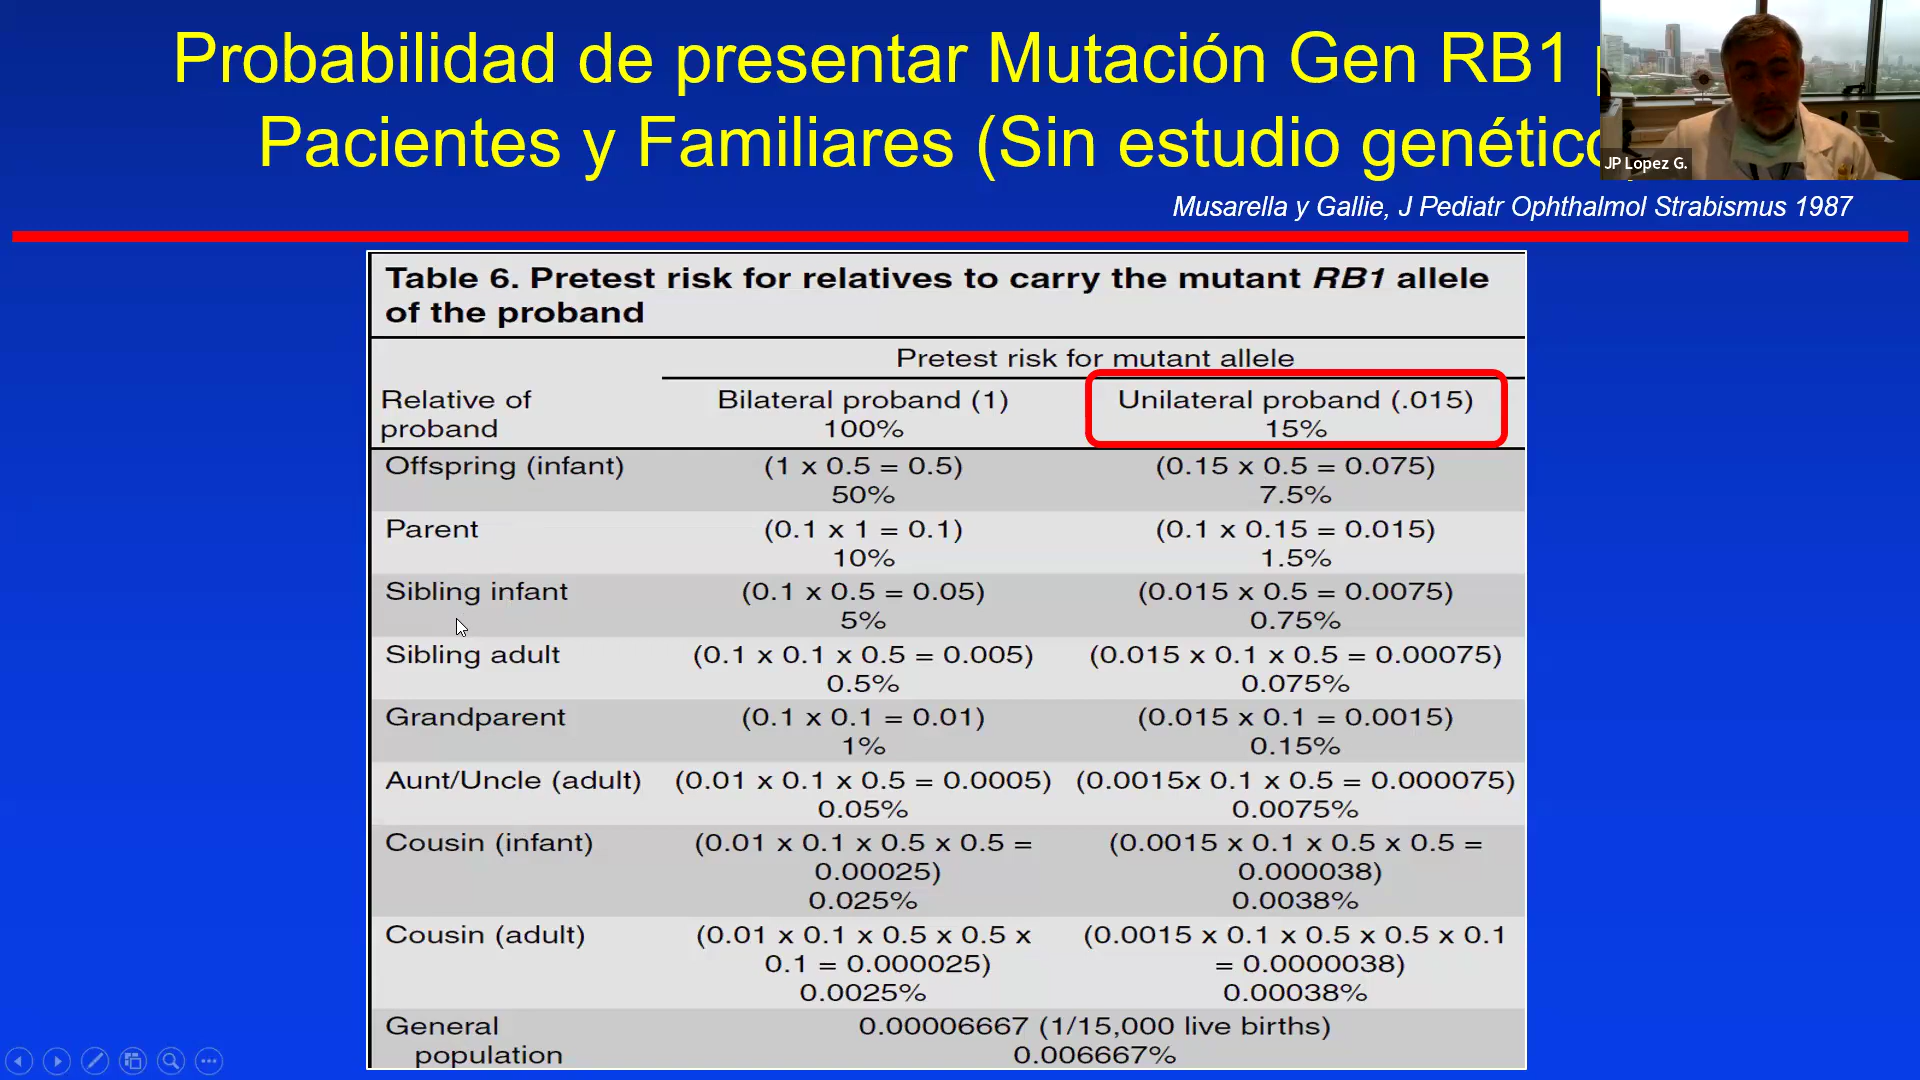 Probabilidad de presentar Mutación Gen RB1
Pacientes y Familiares (Sin estudio genético
JP Lopez G.
Musarella y Gallie, J Pediatr Ophthalmol Strabismus 1987
Table 6. Pretest risk for relatives to carry the mutant RB1 allele
of the proband
Pretest risk for mutant allele
Relative of
proband
Bilateral proband (1)
100%
Unilateral proband (.015)
15%
Offspring (infant)
(1 x 0.5 = 0.5)
50%
(0.15 x 0.5 = 0.075)
7.5%
Parent
(0.1 x 1 = 0.1)
10%
(0.1 x 0.15 = 0.015)
1.5%
Sibling infant
(0.1 x 0.5 = 0.05)
5%
(0.015 x 0.5 = 0.0075)
0.75%
Sibling adult
(0.1 x 0.1 x 0.5 = 0.005)
0.5%
(0.015 x 0.1 x 0.5 = 0.00075)
0.075%
Grandparent
(0.1 x 0.1 = 0.01)
1%
(0.015 x 0.1 = 0.0015)
0.15%
Aunt/Uncle (adult)
(0.01 x 0.1 x 0.5 = 0.0005)
0.05%
(0.0015x 0.1 x 0.5 = 0.000075)
0.0075%
Cousin (infant)
(0.01 x 0.1 x 0.5 x 0.5 =
0.00025)
0.025%
(0.0015 x 0.1 x 0.5 x 0.5 =
0.000038)
0.0038%
Cousin (adult)
(0.01 x 0.1 x 0.5 x 0.5 x
0.1 = 0.000025)
0.0025%
(0.0015 x 0.1 x 0.5 x 0.5 x 0.1
= 0.0000038)
0.00038%
General
population
0.00006667 (1/15,000 live births)
0.006667%